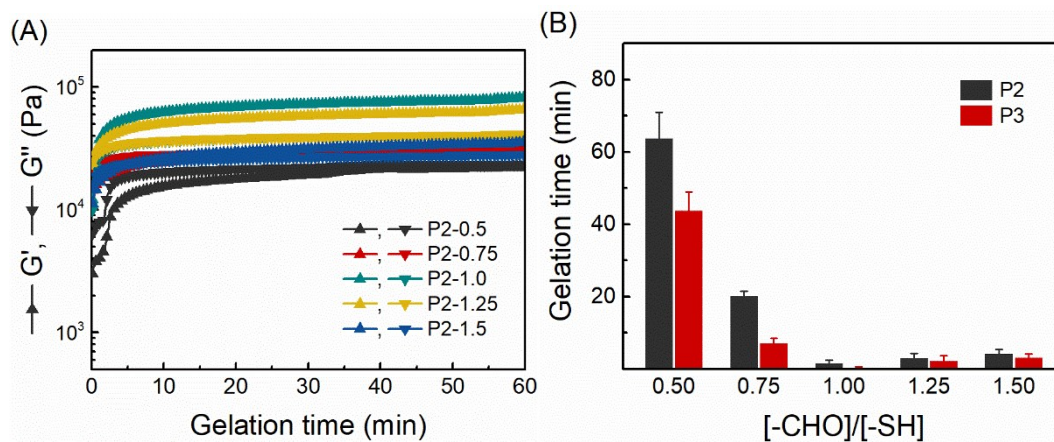 (A)
G', G'' (Pa)
10⁵
10⁴
10³
, P2-0.5
, P2-0.75
, P2-1.0
, P2-1.25
, P2-1.5
0 10 20 30 40 50 60
Gelation time (min)
(B)
Gelation time (min)
80
60
40
20
P2
P3
0.50 0.75 1.00 1.25 1.50
[-CHO]/[-SH]